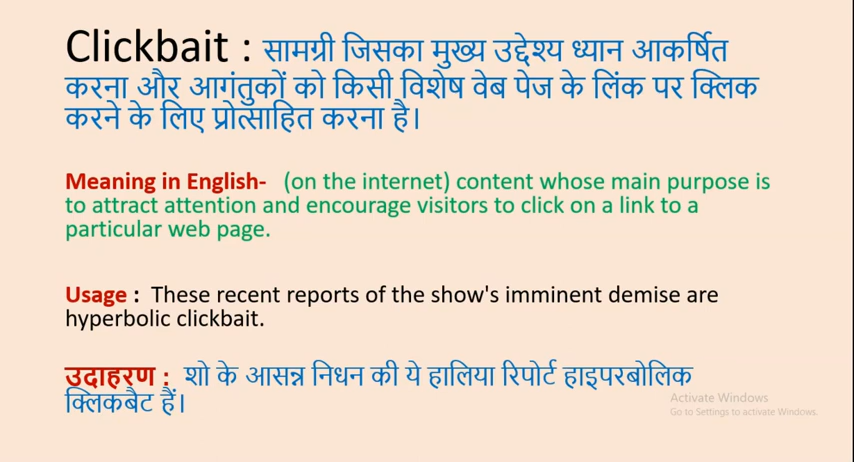 Clickbait : सामग्री जिसका मुख्य उद्देश्य ध्यान आकर्षित
करना और आगंतुकों को किसी विशेष वेब पेज के लिंक पर क्लिक
करने के लिए प्रोत्साहित करना है।
Meaning in English- (on the internet) content whose main purpose is
to attract attention and encourage visitors to click on a link to a
particular web page.
Usage : These recent reports of the show's imminent demise are
hyperbolic clickbait.
उदाहरण : शो के आसन्न निधन की ये हालिया रिपोर्ट हाइपरबोलिक
क्लिकबैट हैं।
Activate Windows
Go to Settings to activate Windows.